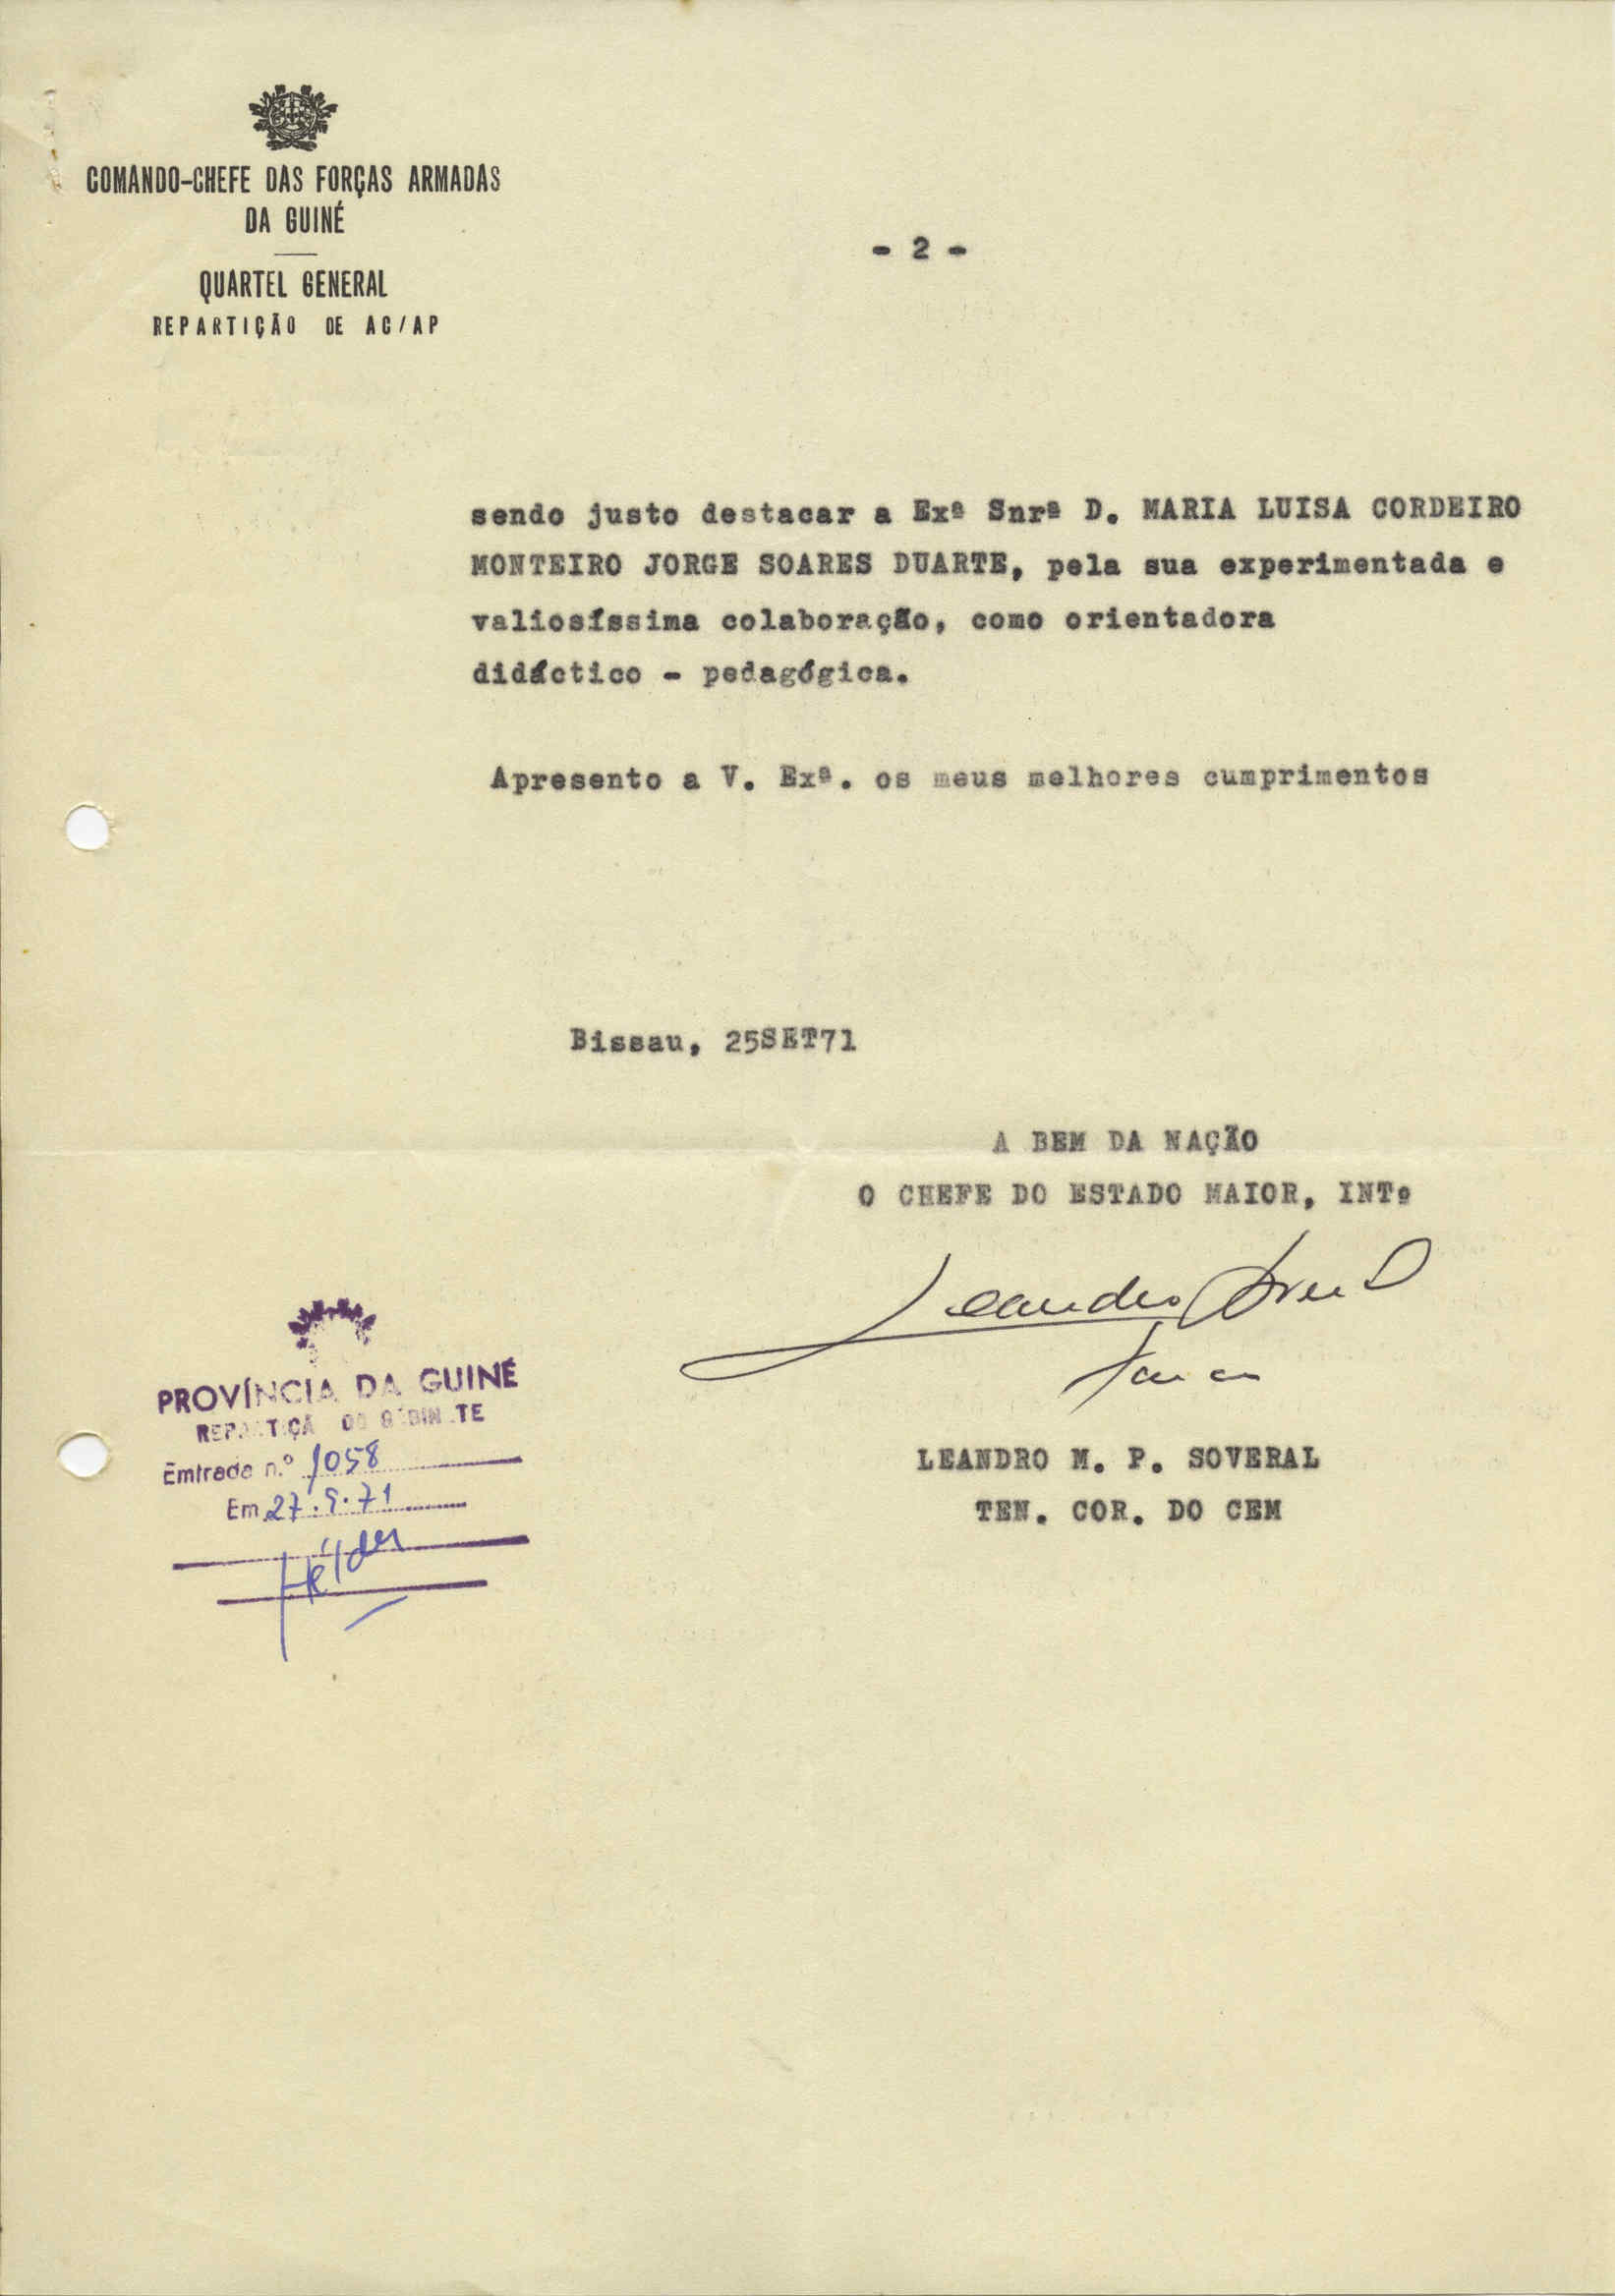 COMANDO-CHEFE DAS FORÇAS ARMADAS
DA GUINÉ
QUARTEL GENERAL
REPARTIÇÃO DE AC/AP
- 2 -
sendo justo destacar a Exª Snrª D. MARIA LUISA CORDEIRO
MONTEIRO JORGE SOARES DUARTE, pela sua experimentada e
valiosíssima colaboração, como orientadora
didáctico - pedagógica.
Apresento a V. Exª. os meus melhores cumprimentos
Bissau, 25SET71
A BEM DA NAÇÃO
O CHEFE DO ESTADO MAIOR, INTº
Leandro Soveral
LEANDRO M. P. SOVERAL
TEN. COR. DO CEM
PROVÍNCIA DA GUINÉ
Entrada n.º 1058
Em 27.9.71
Hélder